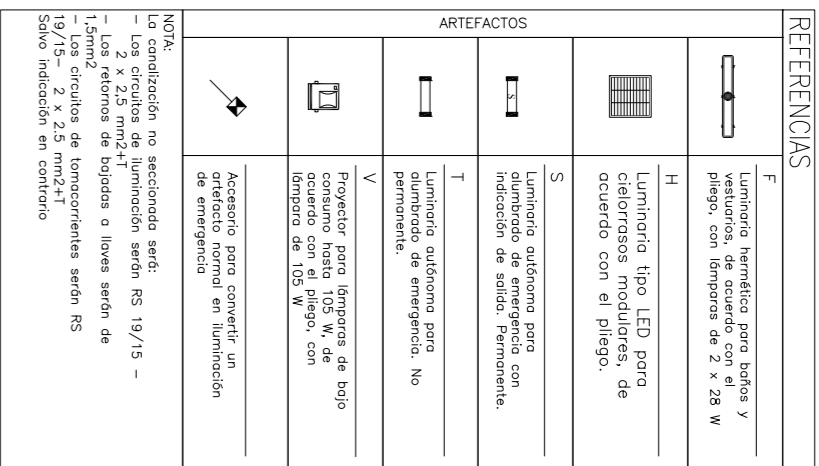 REFERENCIAS
ARTEFACTOS
F
Luminaria hermética para baños y
vestuarios, de acuerdo con el
pliego, con lámparas de 2 x 28 W
H
Luminaria tipo LED para
cielorrasos modulares, de
acuerdo con el pliego.
S
S
Luminaria autónoma para
alumbrado de emergencia con
indicación de salida. Permanente.
T
Luminaria autónoma para
alumbrado de emergencia. No
permanente.
V
Proyector para lámparas de bajo
consumo hasta 105 W, de
acuerdo con el pliego, con
lámpara de 105 W
Accesorio para convertir un
artefacto normal en iluminación
de emergencia
NOTA:
La canalización no seccionada será:
– Los circuitos de iluminación serán RS 19/15 –
2 x 2,5 mm2+T
– Los retornos de bajadas a llaves serán de
1,5mm2
– Los circuitos de tomacorrientes serán RS
19/15– 2 x 2.5 mm2+T
Salvo indicación en contrario